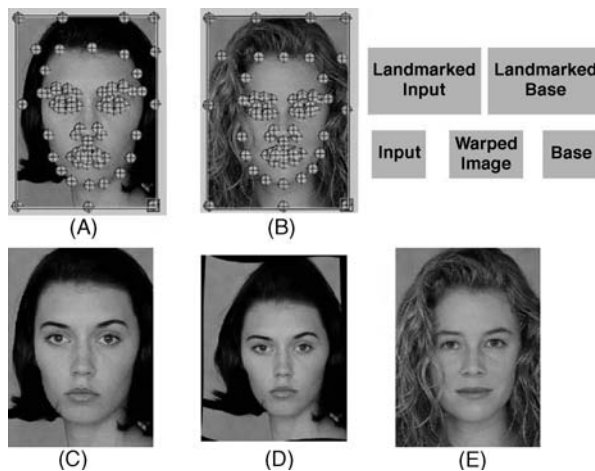 Landmarked
Input
Landmarked
Base
Input
Warped
Image
Base
(A)
(B)
(C)
(D)
(E)